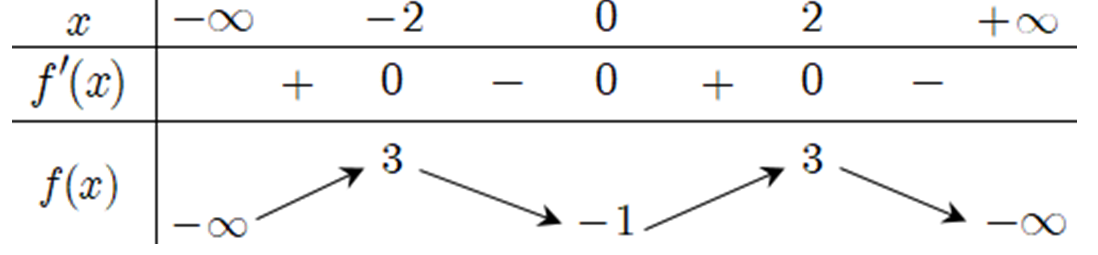 x −∞ −2 0 2 +∞
f′(x) + 0 − 0 + 0 −
f(x) −∞ 3 −1 3 −∞